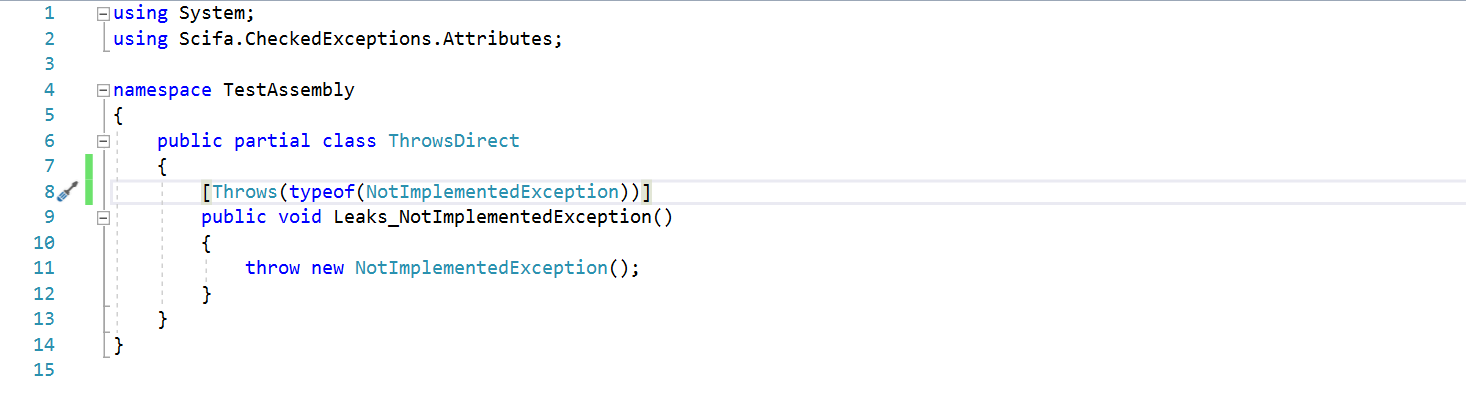 1 using System;
2 using Scifa.CheckedExceptions.Attributes;
3
4 namespace TestAssembly
5 {
6 public partial class ThrowsDirect
7 {
8 [Throws(typeof(NotImplementedException))]
9 public void Leaks_NotImplementedException()
10 {
11 throw new NotImplementedException();
12 }
13 }
14 }
15